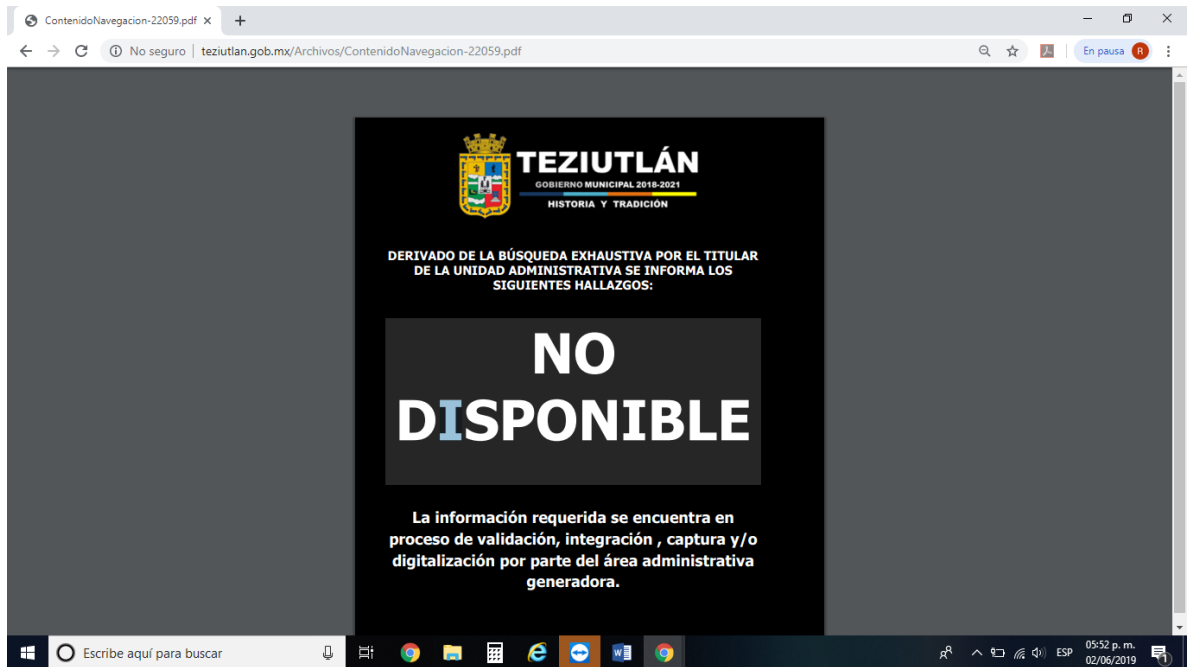 ContenidoNavegacion-22059.pdf
No seguro | teziutlan.gob.mx/Archivos/ContenidoNavegacion-22059.pdf
En pausa R
TEZIUTLÁN
GOBIERNO MUNICIPAL 2018-2021
HISTORIA Y TRADICIÓN
DERIVADO DE LA BÚSQUEDA EXHAUSTIVA POR EL TITULAR
DE LA UNIDAD ADMINISTRATIVA SE INFORMA LOS
SIGUIENTES HALLAZGOS:
NO
DISPONIBLE
La información requerida se encuentra en
proceso de validación, integración , captura y/o
digitalización por parte del área administrativa
generadora.
Escribe aquí para buscar
ESP
05:52 p. m.
02/06/2019
1